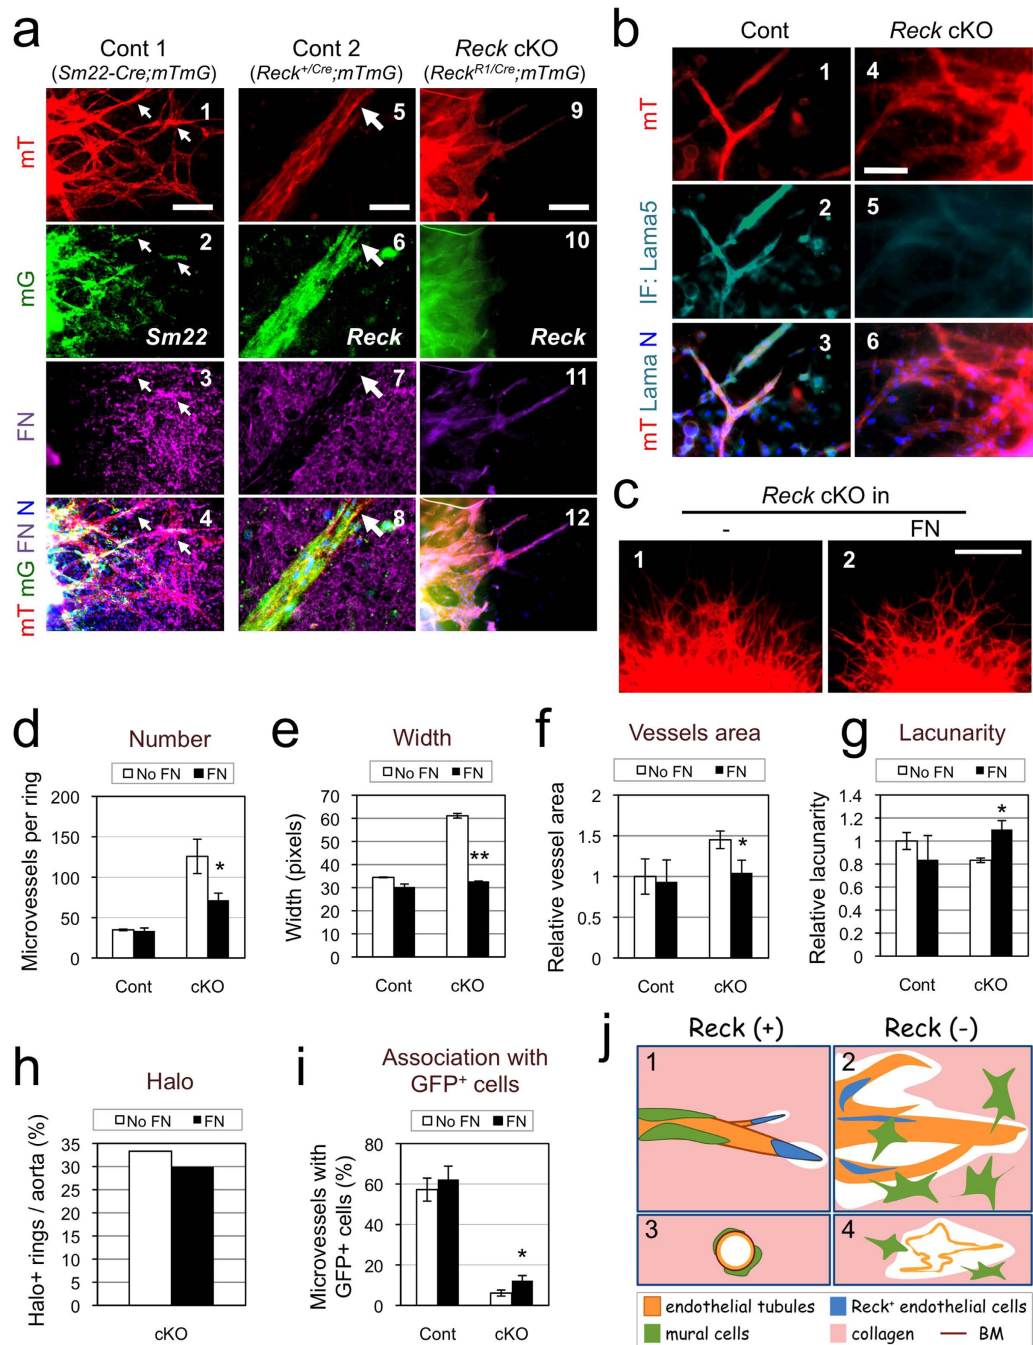 a
Cont 1
(Sm22-Cre;mTmG)
Cont 2
(Reck+/Cre;mTmG)
Reck cKO
(ReckR1/Cre;mTmG)
mT
1
5
9
mG
2
Sm22
6
Reck
10
Reck
FN
3
7
11
mT mG FN N
4
8
12
b
Cont
Reck cKO
mT
1
4
IF: Lama5
2
5
mT Lama N
3
6
c
Reck cKO in
-
FN
1
2
d
Number
No FN FN
Microvessels per ring
200
150
100
50
0
*
Cont cKO
e
Width
No FN FN
Width (pixels)
70
60
50
40
30
20
10
0
**
Cont cKO
f
Vessels area
No FN FN
Relative vessel area
2
1.5
1
0.5
0
*
Cont cKO
g
Lacunarity
No FN FN
Relative lacunarity
1.4
1.2
1
0.8
0.6
0.4
0.2
0
*
Cont cKO
h
Halo
No FN FN
Halo+ rings / aorta (%)
35
30
25
20
15
10
5
0
cKO
i
Association with
GFP+ cells
No FN FN
Microvessels with
GFP+ cells (%)
80
60
40
20
0
*
Cont cKO
j
Reck (+)
Reck (-)
1
2
3
4
endothelial tubules
Reck+ endothelial cells
mural cells
collagen
BM